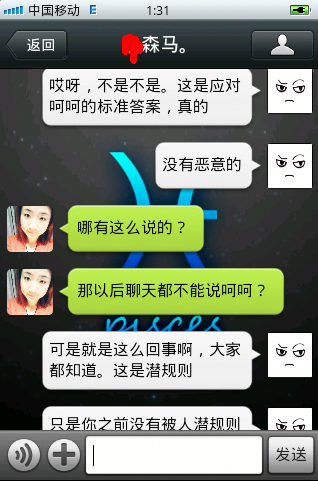 中国移动 E 1:31
返回
森马。
哎呀，不是不是。这是应对
呵呵的标准答案，真的
没有恶意的
哪有这么说的？
那以后聊天都不能说呵呵？
pisces
可是就是这么回事啊，大家
都知道。这是潜规则
只是你之前没有被人潜规则
发送